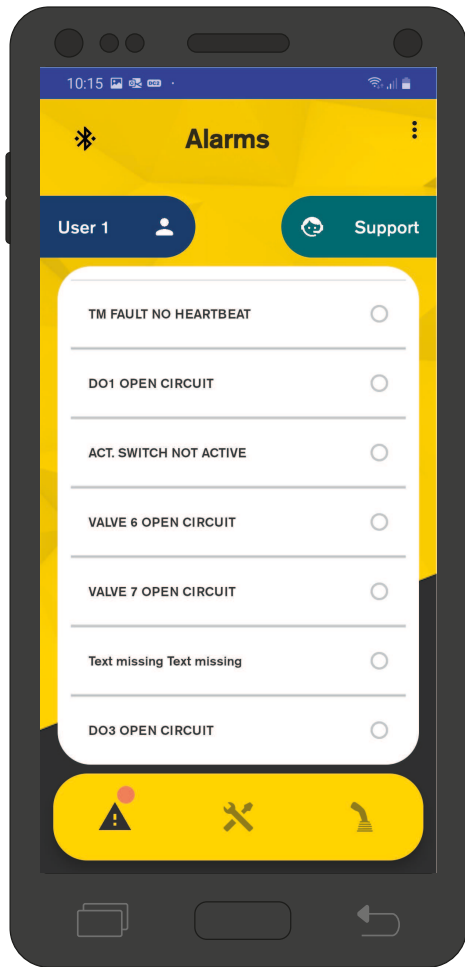 10:15
Alarms
User 1
Support
TM FAULT NO HEARTBEAT
DO1 OPEN CIRCUIT
ACT. SWITCH NOT ACTIVE
VALVE 6 OPEN CIRCUIT
VALVE 7 OPEN CIRCUIT
Text missing Text missing
DO3 OPEN CIRCUIT